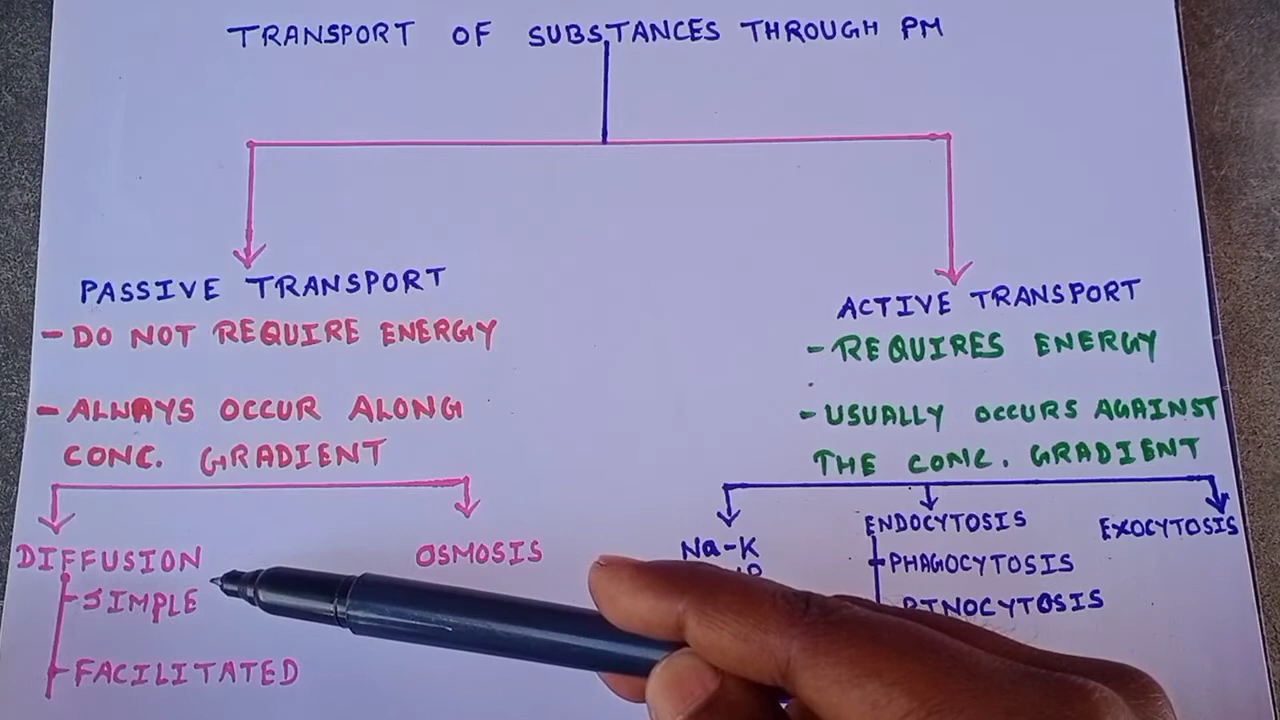 TRANSPORT OF SUBSTANCES THROUGH PM
PASSIVE TRANSPORT
- DO NOT REQUIRE ENERGY
- ALWAYS OCCUR ALONG
CONC. GRADIENT
DIFFUSION
- SIMPLE
- FACILITATED
OSMOSIS
ACTIVE TRANSPORT
- REQUIRES ENERGY
- USUALLY OCCURS AGAINST
THE CONC. GRADIENT
Na-K
ENDOCYTOSIS
- PHAGOCYTOSIS
PINOCYTOSIS
EXOCYTOSIS